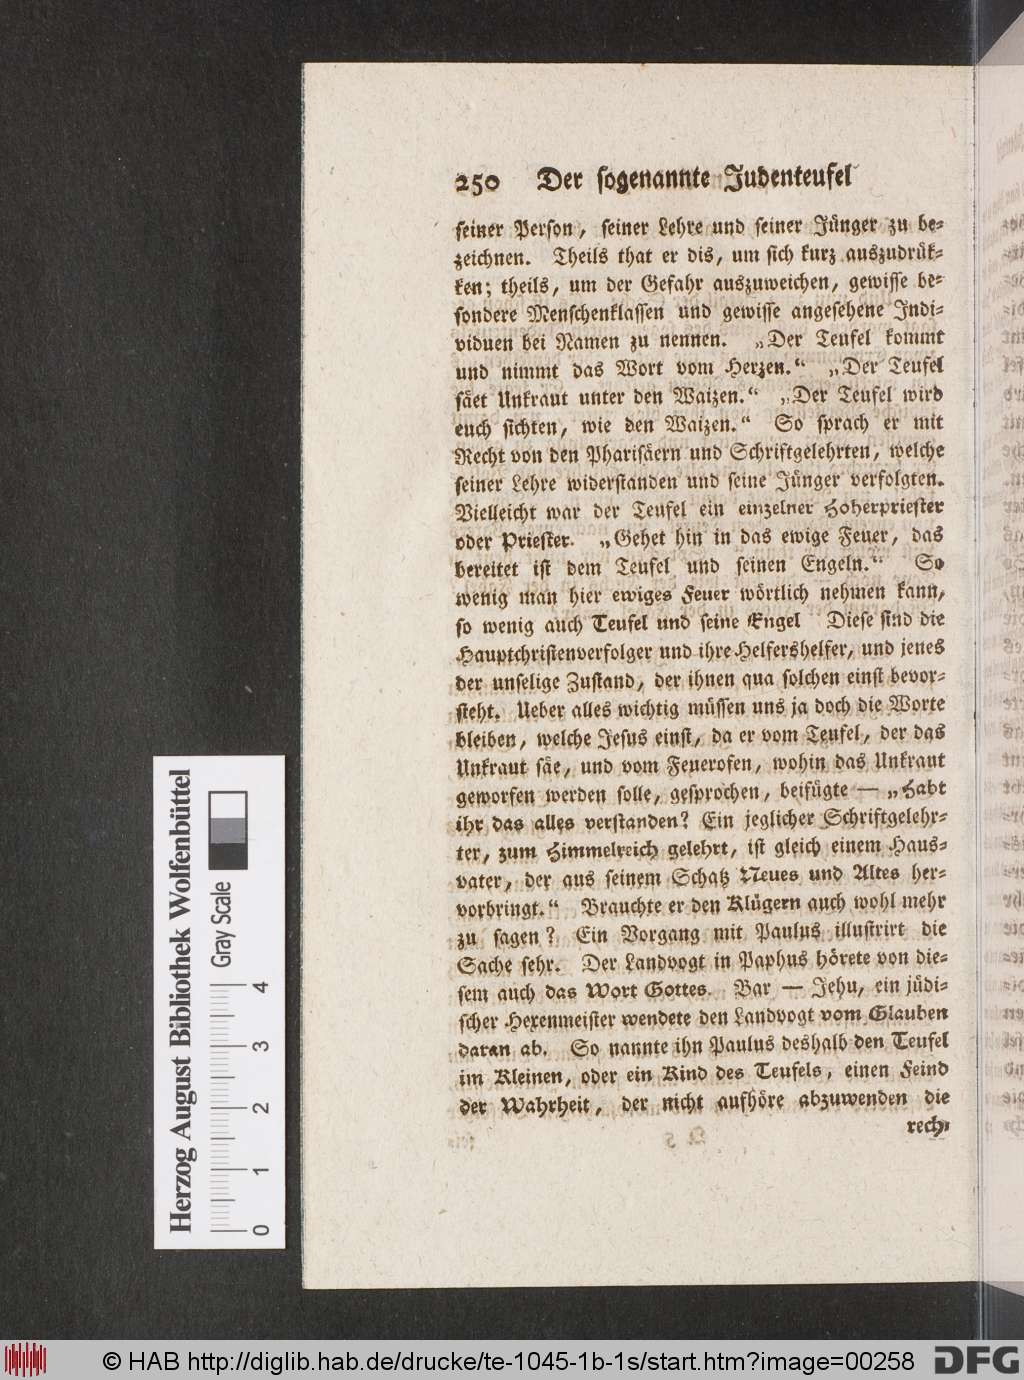 250 Der sogenannte Judenteufel
seiner Person, seiner Lehre und seiner Jünger zu be-
zeichnen. Theils that er dis, um sich kurz auszudrük-
ken; theils, um der Gefahr auszuweichen, gewisse be-
sondere Menschenklassen und gewisse angesehene Indi-
viduen bei Namen zu nennen. „Der Teufel kommt
und nimmt das Wort vom Herzen.“ „Der Teufel
säet Unkraut unter den Waizen.“ „Der Teufel wird
euch sichten, wie den Waizen.“ So sprach er mit
Recht von den Pharisäern und Schriftgelehrten, welche
seiner Lehre widerstanden und seine Jünger verfolgten.
Vielleicht war der Teufel ein einzelner Hoherpriester
oder Priester. „Gehet hin in das ewige Feuer, das
bereitet ist dem Teufel und seinen Engeln.“ So
wenig man hier ewiges Feuer wörtlich nehmen kann,
so wenig auch Teufel und seine Engel Diese sind die
Hauptchristenverfolger und ihre Helfershelfer, und jenes
der unselige Zustand, der ihnen qua solchen einst bevor-
steht. Ueber alles wichtig müssen uns ja doch die Worte
bleiben, welche Jesus einst, da er vom Teufel, der das
Unkraut säe, und vom Feuerofen, wohin das Unkraut
geworfen werden solle, gesprochen, beifügte — „Habt
ihr das alles verstanden? Ein jeglicher Schriftgelehr-
ter, zum Himmelreich gelehrt, ist gleich einem Haus-
vater, der aus seinem Schatz Neues und Altes her-
vorbringt.“ Brauchte er den Klügern auch wohl mehr
zu sagen? Ein Vorgang mit Paulus illustrirt die
Sache sehr. Der Landvogt in Paphus hörete von die-
sem auch das Wort Gottes. Bar — Jehu, ein jüdi-
scher Hexenmeister wendete den Landvogt vom Glauben
daran ab. So nannte ihn Paulus deshalb den Teufel
im Kleinen, oder ein Kind des Teufels, einen Feind
der Wahrheit, der nicht aufhöre abzuwenden die
rech-
Herzog August Bibliothek Wolfenbüttel
Gray Scale
0 1 2 3 4
© HAB http://diglib.hab.de/drucke/te-1045-1b-1s/start.htm?image=00258
DFG